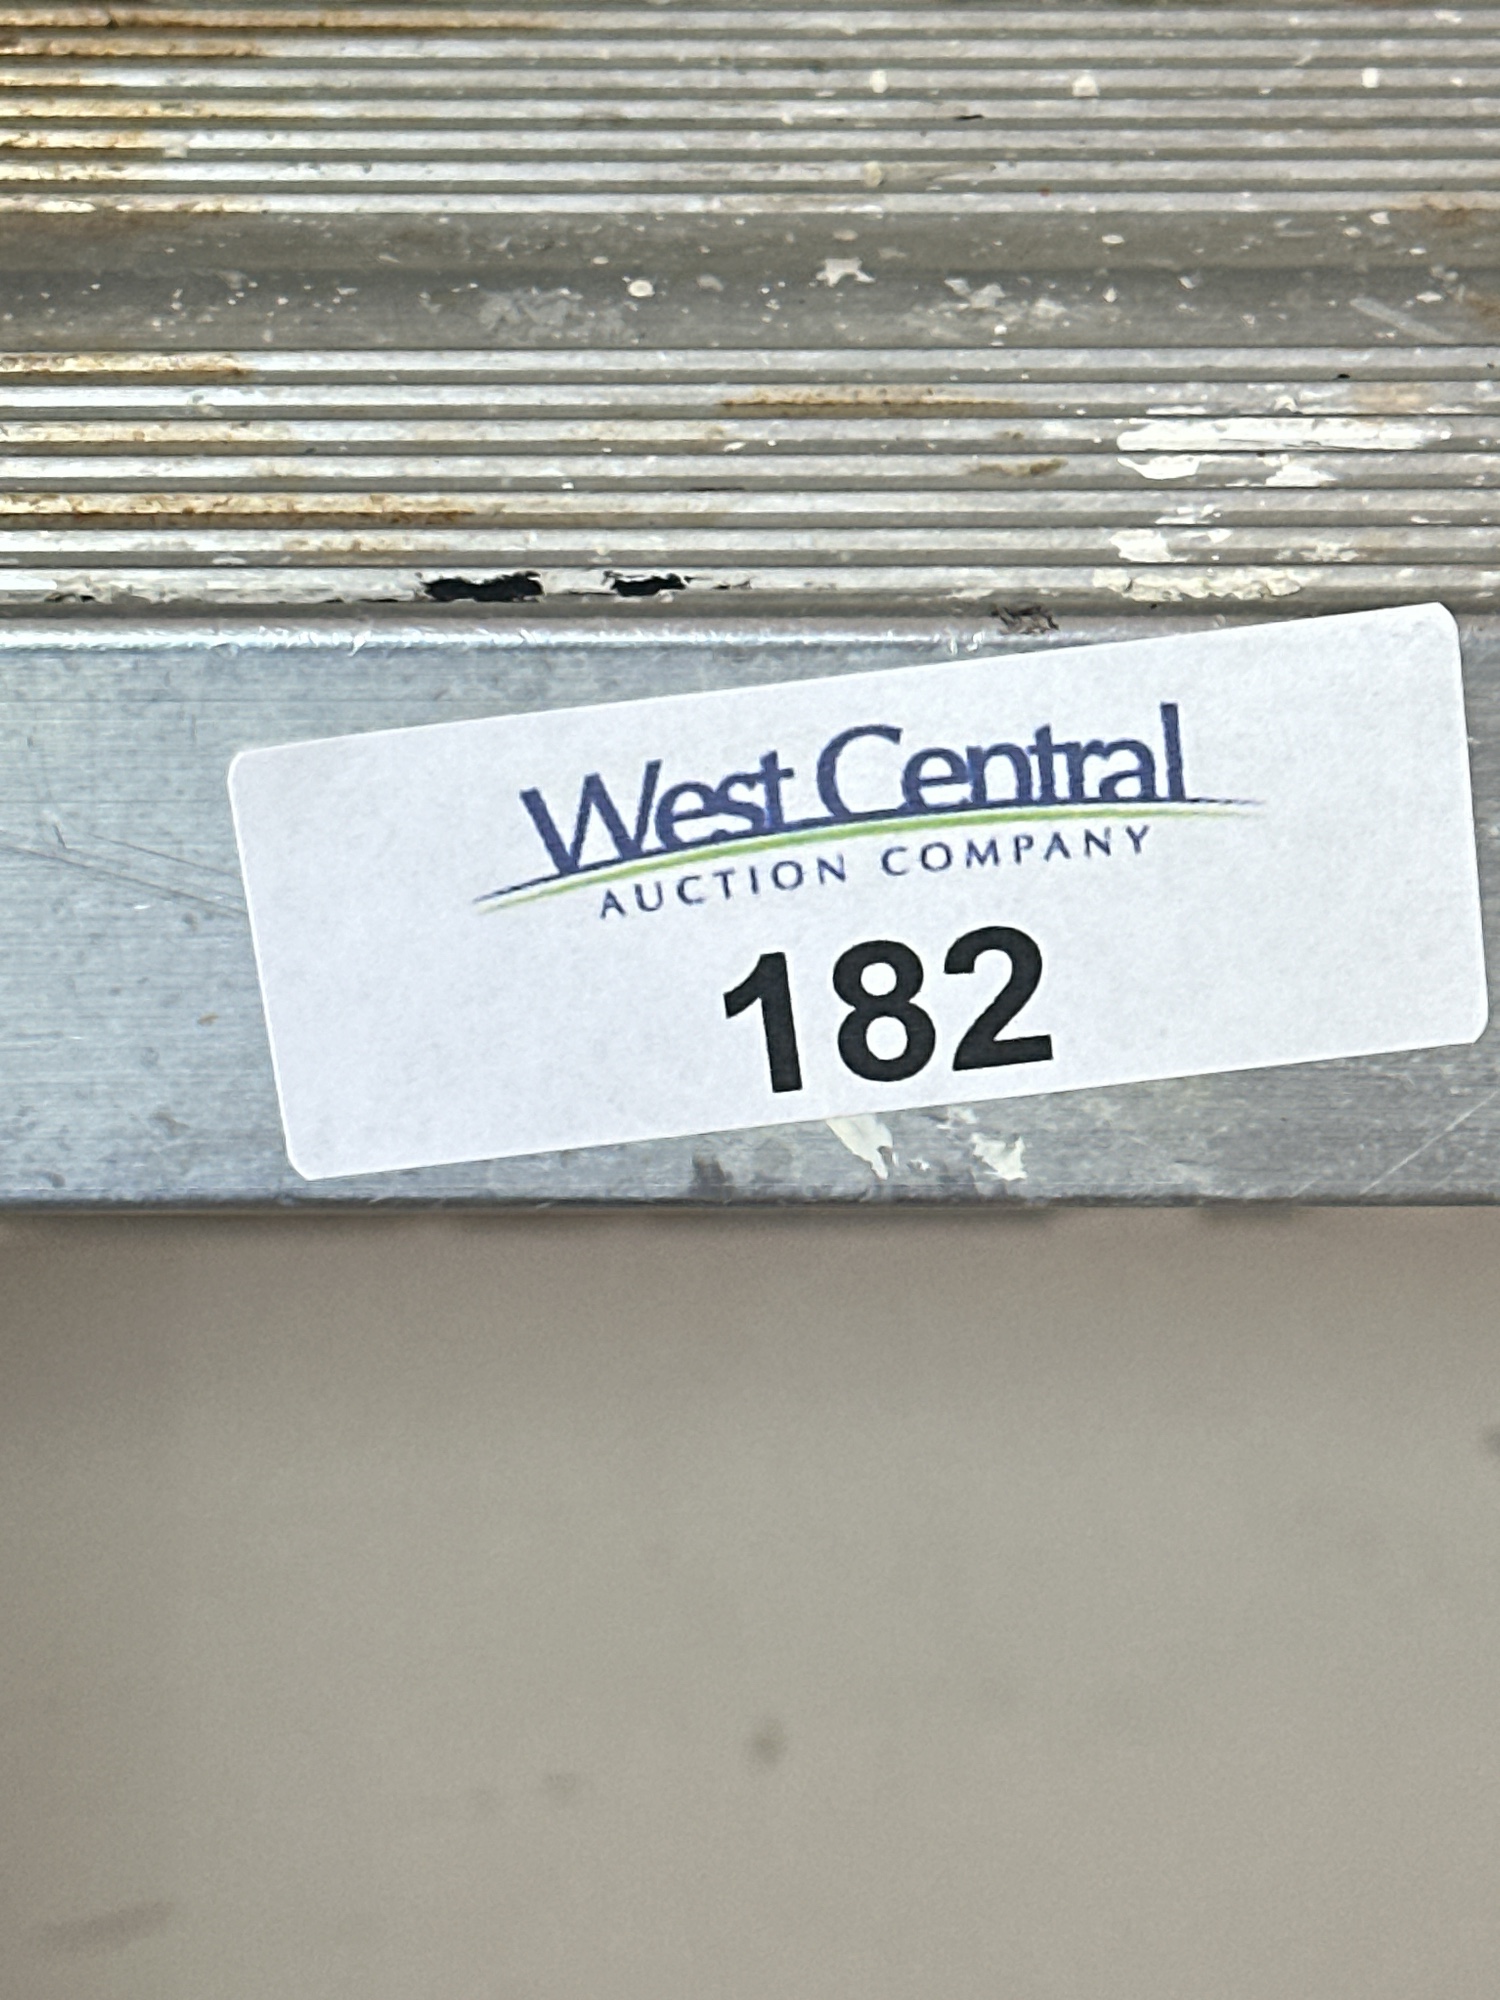 West Central
AUCTION COMPANY
182